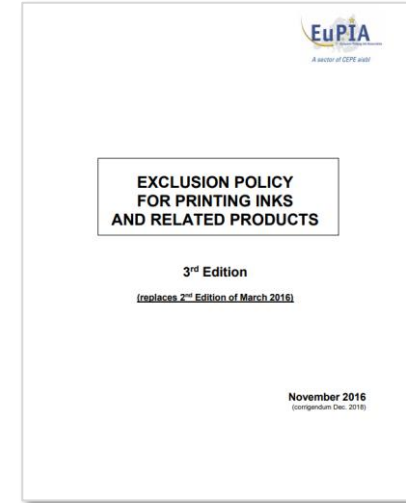 EuPIA
A sector of CEPE aisbl
EXCLUSION POLICY
FOR PRINTING INKS
AND RELATED PRODUCTS
3rd Edition
(replaces 2nd Edition of March 2016)
November 2016
(corrigendum Dec. 2018)